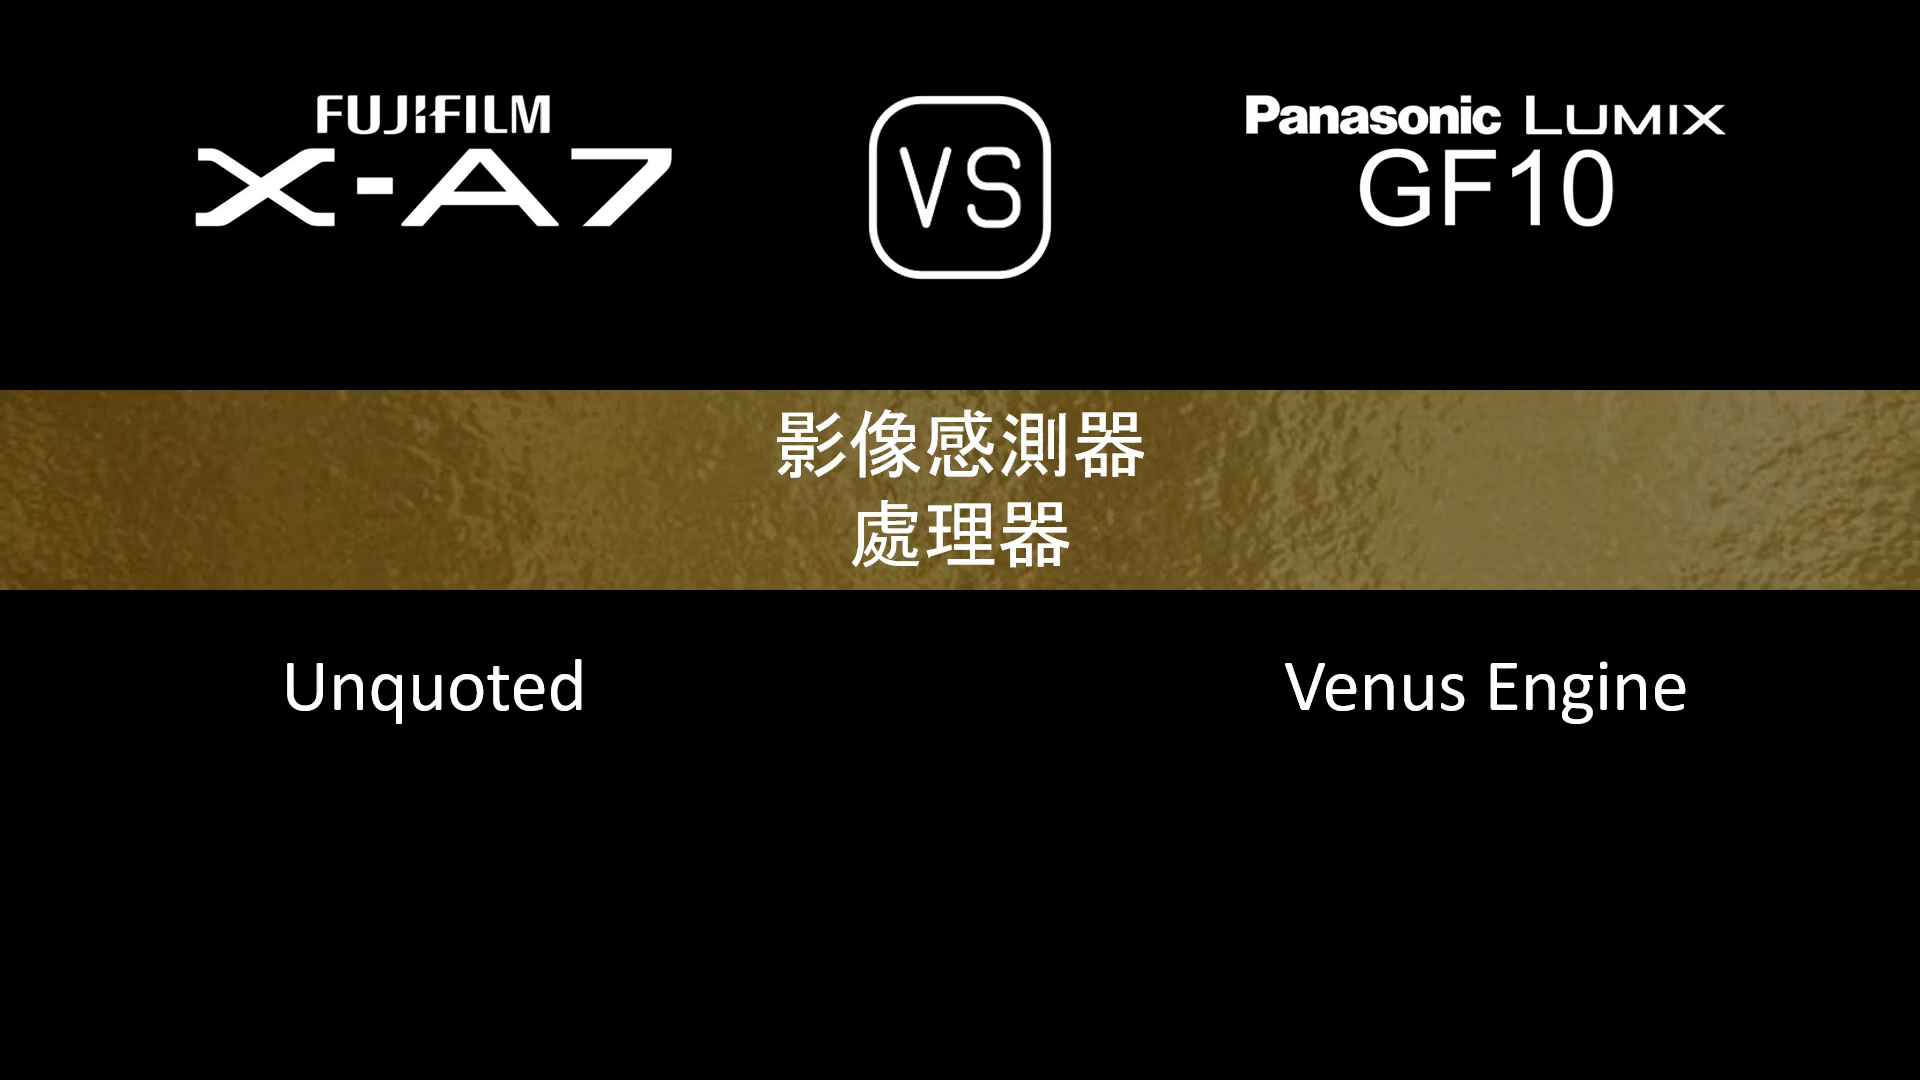 FUJIFILM
X-A7
VS
Panasonic LUMIX
GF10
影像感測器
處理器
Unquoted
Venus Engine